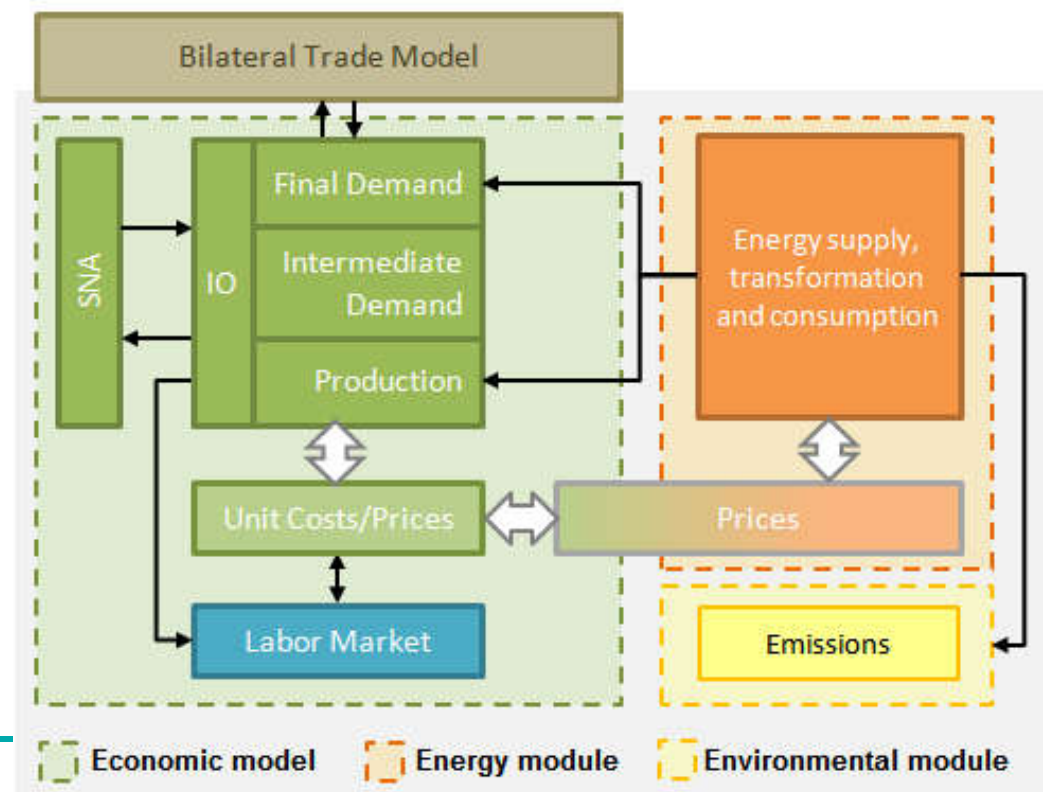 Bilateral Trade Model
SNA
IO
Final Demand
Intermediate
Demand
Production
Energy supply,
transformation
and consumption
Unit Costs/Prices
Prices
Labor Market
Emissions
Economic model
Energy module
Environmental module